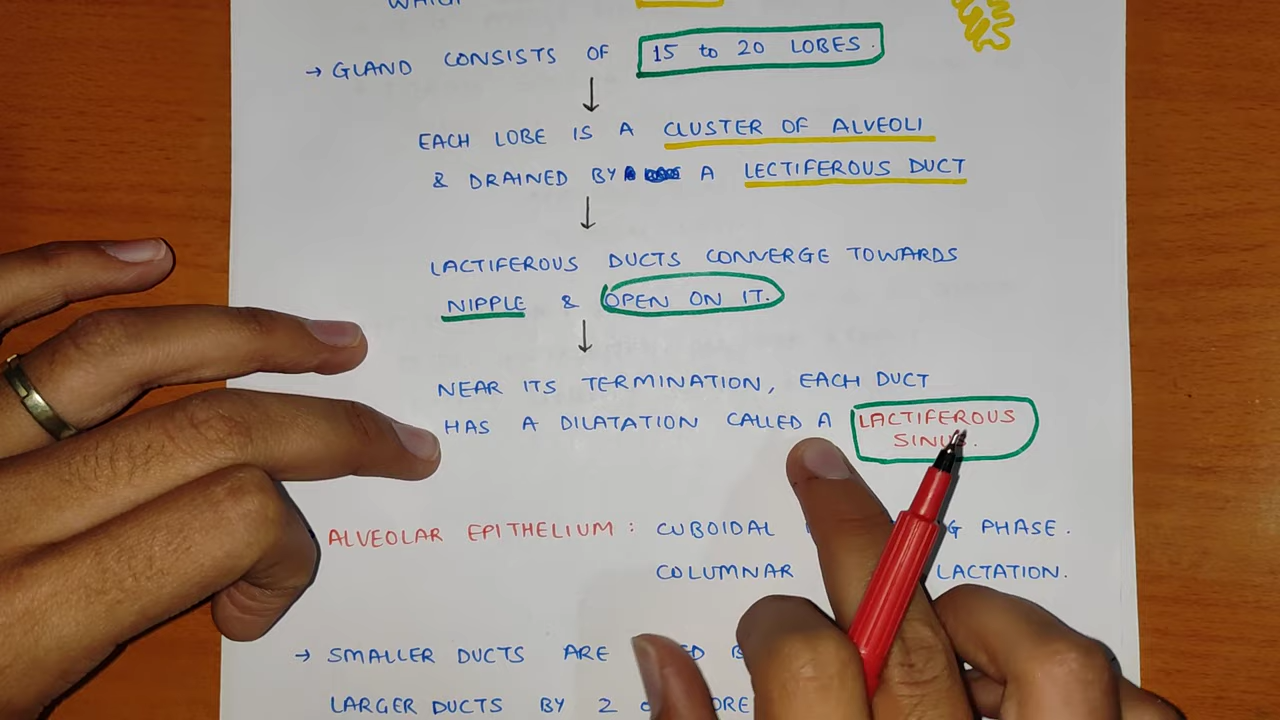 WHICH
→ GLAND CONSISTS OF 15 to 20 LOBES.
EACH LOBE IS A CLUSTER OF ALVEOLI
& DRAINED BY A LECTIFEROUS DUCT
LACTIFEROUS DUCTS CONVERGE TOWARDS
NIPPLE & OPEN ON IT.
NEAR ITS TERMINATION, EACH DUCT
HAS A DILATATION CALLED A LACTIFEROUS
SINUS.
ALVEOLAR EPITHELIUM : CUBOIDAL PHASE.
COLUMNAR LACTATION.
→ SMALLER DUCTS ARE
LARGER DUCTS BY 2